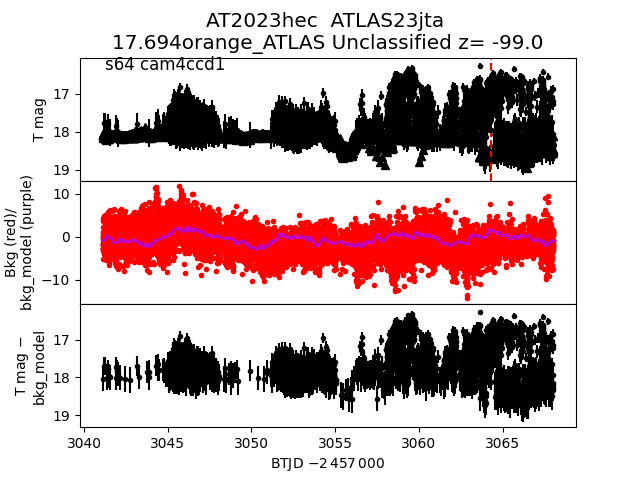 AT2023hec  ATLAS23jta
17.694orange_ATLAS Unclassified z= -99.0
s64 cam4ccd1
T mag
17
18
19
Bkg (red)/
bkg_model (purple)
10
0
−10
T mag −
bkg_model
17
18
19
3040
3045
3050
3055
3060
3065
BTJD −2 457 000